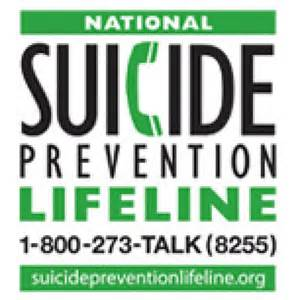 NATIONAL
SUICIDE
PREVENTION
LIFELINE
1-800-273-TALK (8255)
suicidepreventionlifeline.org